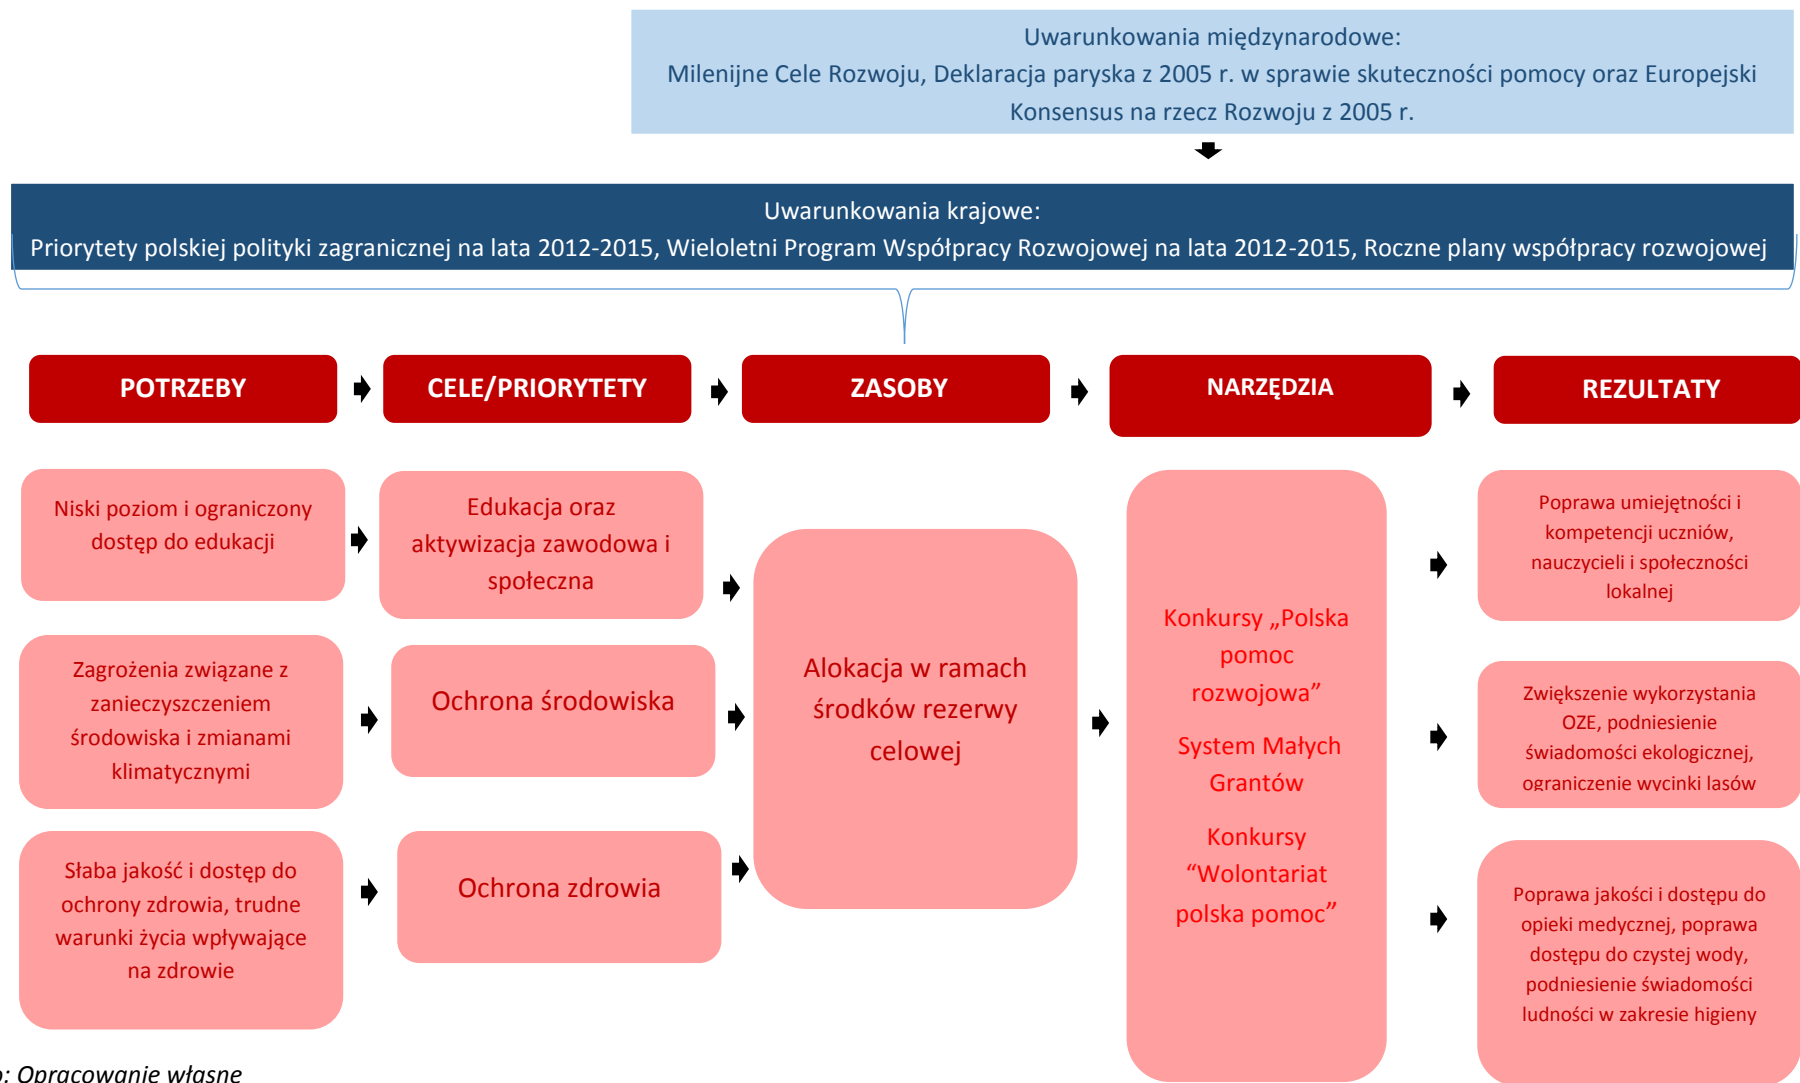 Uwarunkowania międzynarodowe:
Milenijne Cele Rozwoju, Deklaracja paryska z 2005 r. w sprawie skuteczności pomocy oraz Europejski
Konsensus na rzecz Rozwoju z 2005 r.
Uwarunkowania krajowe:
Priorytety polskiej polityki zagranicznej na lata 2012-2015, Wieloletni Program Współpracy Rozwojowej na lata 2012-2015, Roczne plany współpracy rozwojowej
POTRZEBY
CELE/PRIORYTETY
ZASOBY
NARZĘDZIA
REZULTATY
Niski poziom i ograniczony
dostęp do edukacji
Zagrożenia związane z
zanieczyszczeniem
środowiska i zmianami
klimatycznymi
Słaba jakość i dostęp do
ochrony zdrowia, trudne
warunki życia wpływające
na zdrowie
Edukacja oraz
aktywizacja zawodowa i
społeczna
Ochrona środowiska
Ochrona zdrowia
Alokacja w ramach
środków rezerwy
celowej
Konkursy „Polska
pomoc
rozwojowa”
System Małych
Grantów
Konkursy
“Wolontariat
polska pomoc”
Poprawa umiejętności i
kompetencji uczniów,
nauczycieli i społeczności
lokalnej
Zwiększenie wykorzystania
OZE, podniesienie
świadomości ekologicznej,
ograniczenie wycinki lasów
Poprawa jakości i dostępu do
opieki medycznej, poprawa
dostępu do czystej wody,
podniesienie świadomości
ludności w zakresie higieny
: Opracowanie własne